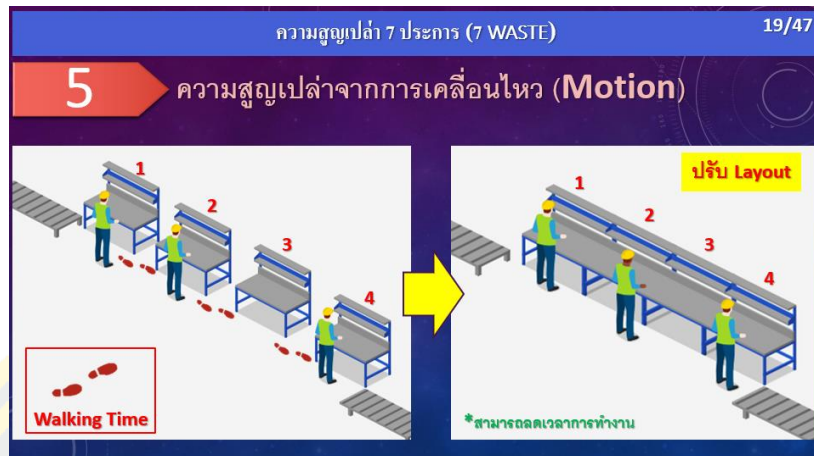 ความสูญเปล่า 7 ประการ (7 WASTE)
19/47
5
ความสูญเปล่าจากการเคลื่อนไหว (Motion)
1
2
3
4
Walking Time
ปรับ Layout
1
2
3
4
*สามารถลดเวลาการทำงาน